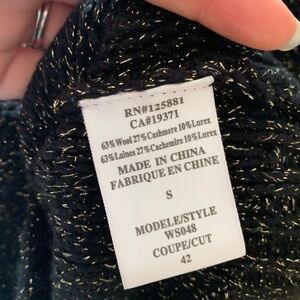 RN#125881
CA#19371
63%Wool 27%Cashmere 10%Lurex
63%Laines 27%Cachemire 10%Lurex
MADE IN CHINA
FABRIQUE EN CHINE
S
MODELE/STYLE
WS048
COUPE/CUT
42